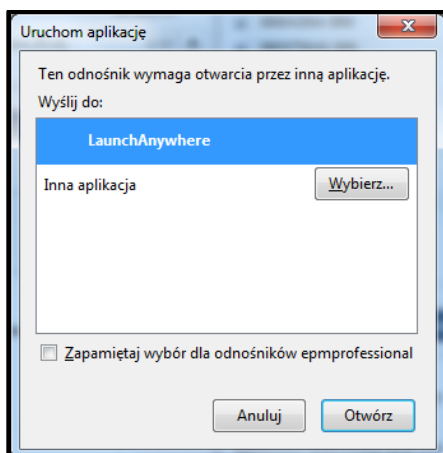 Uruchom aplikację
Ten odnośnik wymaga otwarcia przez inną aplikację.
Wyślij do:
LaunchAnywhere
Inna aplikacja
Wybierz...
Zapamiętaj wybór dla odnośników epmprofessional
Anuluj
Otwórz